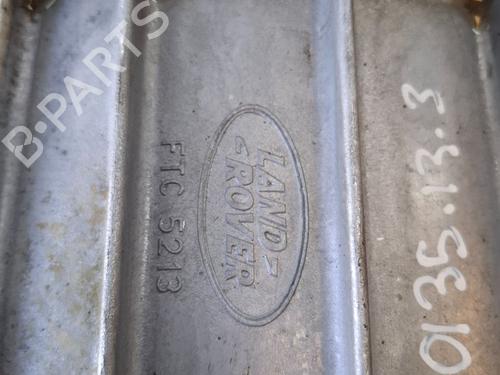 B-PARTS
LAND
ROVER
FTC 5213
0135.13.3